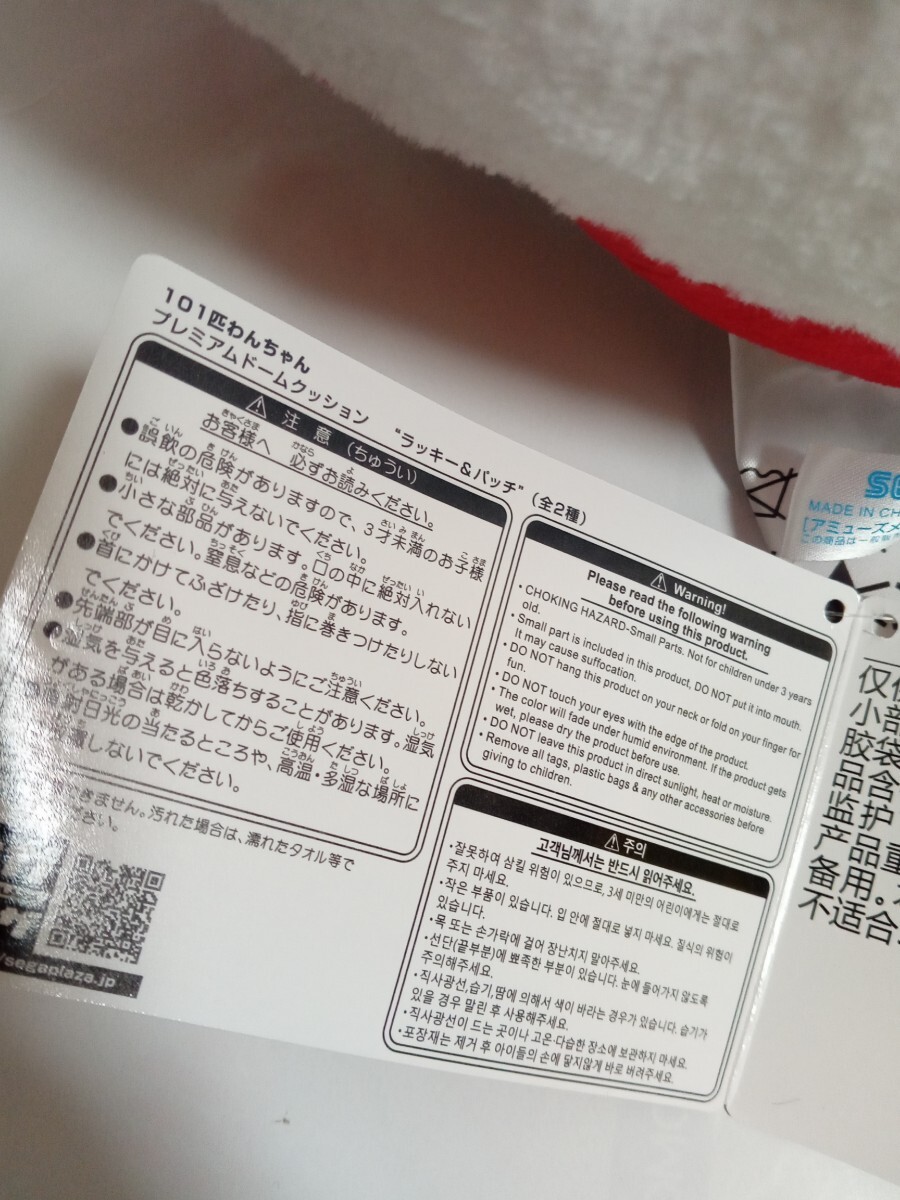 101匹わんちゃん
プレミアムドームクッション "ラッキー&パッチ"(全2種)
⚠ 注意(ちゅうい)
お客様へ 必ずお読みください。
●誤飲の危険がありますので、3才未満のお子様
には絶対に与えないでください。
●小さな部品があります。口の中に絶対入れない
でください。窒息などの危険があります。
●首にかけてふざけたり、指に巻きつけたりしない
でください。
●先端部が目に入らないようにご注意ください。
●湿気を与えると色落ちすることがあります。湿気
がある場合は乾かしてからご使用ください。
射日光の当たるところや、高温・多湿な場所に
しないでください。
きません。汚れた場合は、濡れたタオル等で
さい。
/segaplaza.jp
⚠ Warning!
Please read the following warning
before using this product.
• CHOKING HAZARD-Small Parts. Not for children under 3 years
old.
• Small part is included in this product, DO NOT put it into mouth.
It may cause suffocation.
• DO NOT hang this product on your neck or fold on your finger for
fun.
• DO NOT touch your eyes with the edge of the product.
• The color will fade under humid environment. If the product gets
wet, please dry the product before use.
• DO NOT leave this product in direct sunlight, heat or moisture.
• Remove all tags, plastic bags & any other accessories before
giving to children.
⚠ 주의
고객님께서는 반드시 읽어주세요.
•잘못하여 삼킬 위험이 있으므로, 3세 미만의 어린이에게는 절대로
주지 마세요.
•작은 부품이 있습니다. 입 안에 절대로 넣지 마세요. 질식의 위험이
있습니다.
•목 또는 손가락에 걸어 장난치지 말아주세요.
•선단(끝부분)에 뾰족한 부분이 있습니다. 눈에 들어가지 않도록
주의해주세요.
•직사광선,습기,땀에 의해서 색이 바라는 경우가 있습니다. 습기가
있을 경우 말린 후 사용해주세요.
•직사광선이 드는 곳이나 고온·다습한 장소에 보관하지 마세요.
•포장재는 제거 후 아이들의 손에 닿지않게 바로 버려주세요.
MADE IN CH
[アミューズメ
この商品は一般
小部
胶袋
品含
监护
产品 量
备用。
不适合